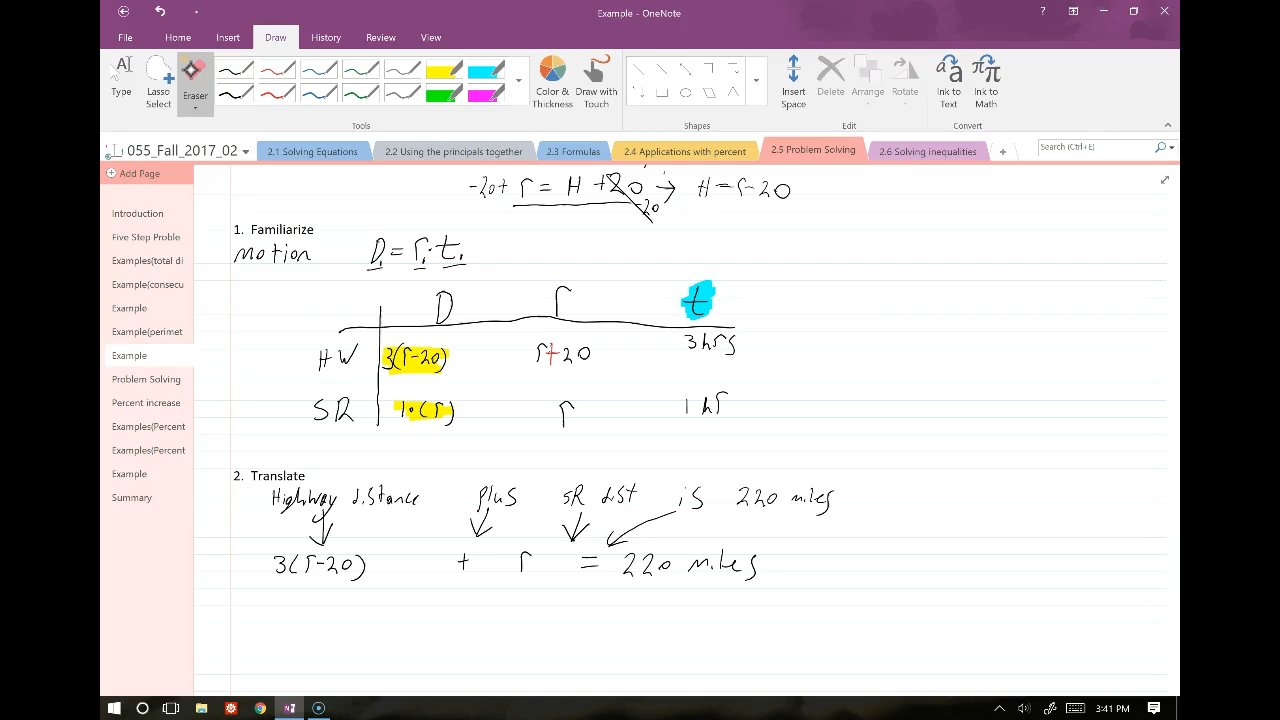 Example - OneNote
?
File Home Insert Draw History Review View
Type Lasso Select Eraser Color & Thickness Draw with Touch Insert Space Delete Arrange Rotate Ink to Text Ink to Math
Tools Shapes Edit Convert
055_Fall_2017_02 2.1 Solving Equations 2.2 Using the principals together 2.3 Formulas 2.4 Applications with percent 2.5 Problem Solving 2.6 Solving inequalities + Search (Ctrl+E)
Add Page
Introduction
Five Step Proble
Examples(total di
Examples(consecu
Example
Example(perimet
Example
Problem Solving
Percent increase
Examples(Percent
Examples(Percent
Example
Summary
-20+ r = H +20 → H = r-20
-20
1. Familiarize
motion D = r · t
D r t
HW 3(r-20) r+20 3 hrs
SR 1·(r) r 1 hr
2. Translate
Highway distance plus SR dist is 220 miles
3(r-20) + r = 220 miles
3:41 PM